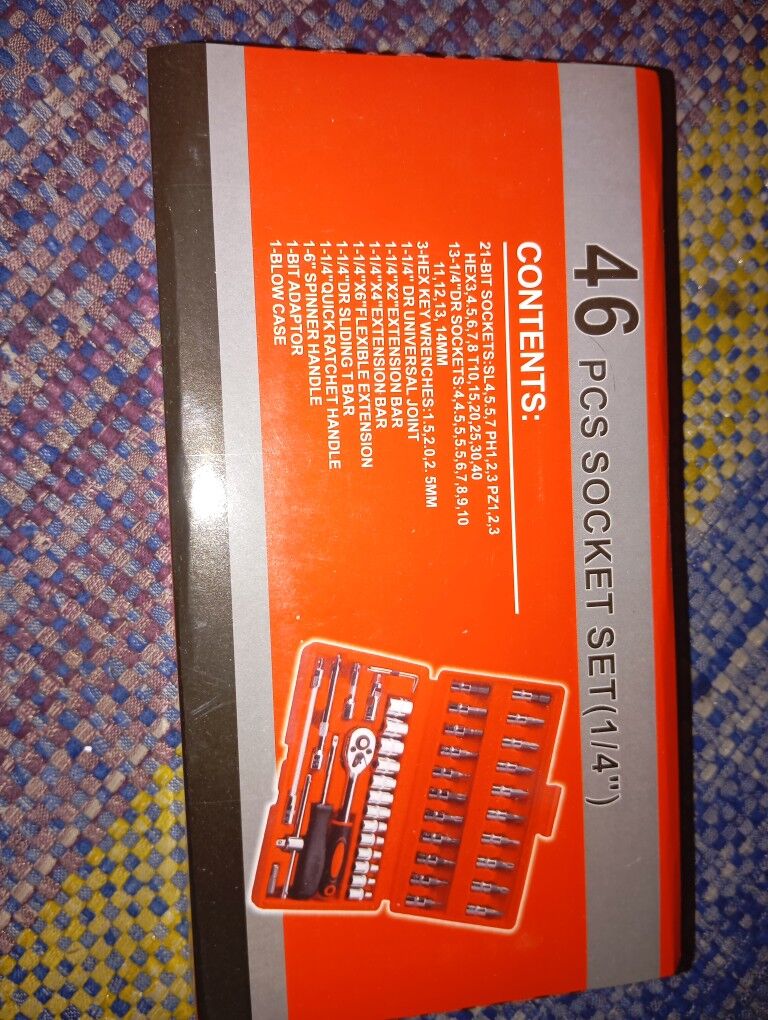 46 PCS SOCKET SET(1/4")
CONTENTS:
21-BIT SOCKETS:SL4,5.5,7 PH1,2,3 PZ1,2,3
HEX3,4,5,6,7,8 T10,15,20,25,30,40
13-1/4"DR SOCKETS:4,4.5,5,5.5,6,7,8,9,10
11,12,13, 14MM
3-HEX KEY WRENCHES:1.5,2.0,2. 5MM
1-1/4" DR UNIVERSAL JOINT
1-1/4"X2"EXTENSION BAR
1-1/4"X4"EXTENSION BAR
1-1/4"X6"FLEXIBLE EXTENSION
1-1/4"DR SLIDING T BAR
1-1/4"QUICK RATCHET HANDLE
1-6" SPINNER HANDLE
1-BIT ADAPTOR
1-BLOW CASE